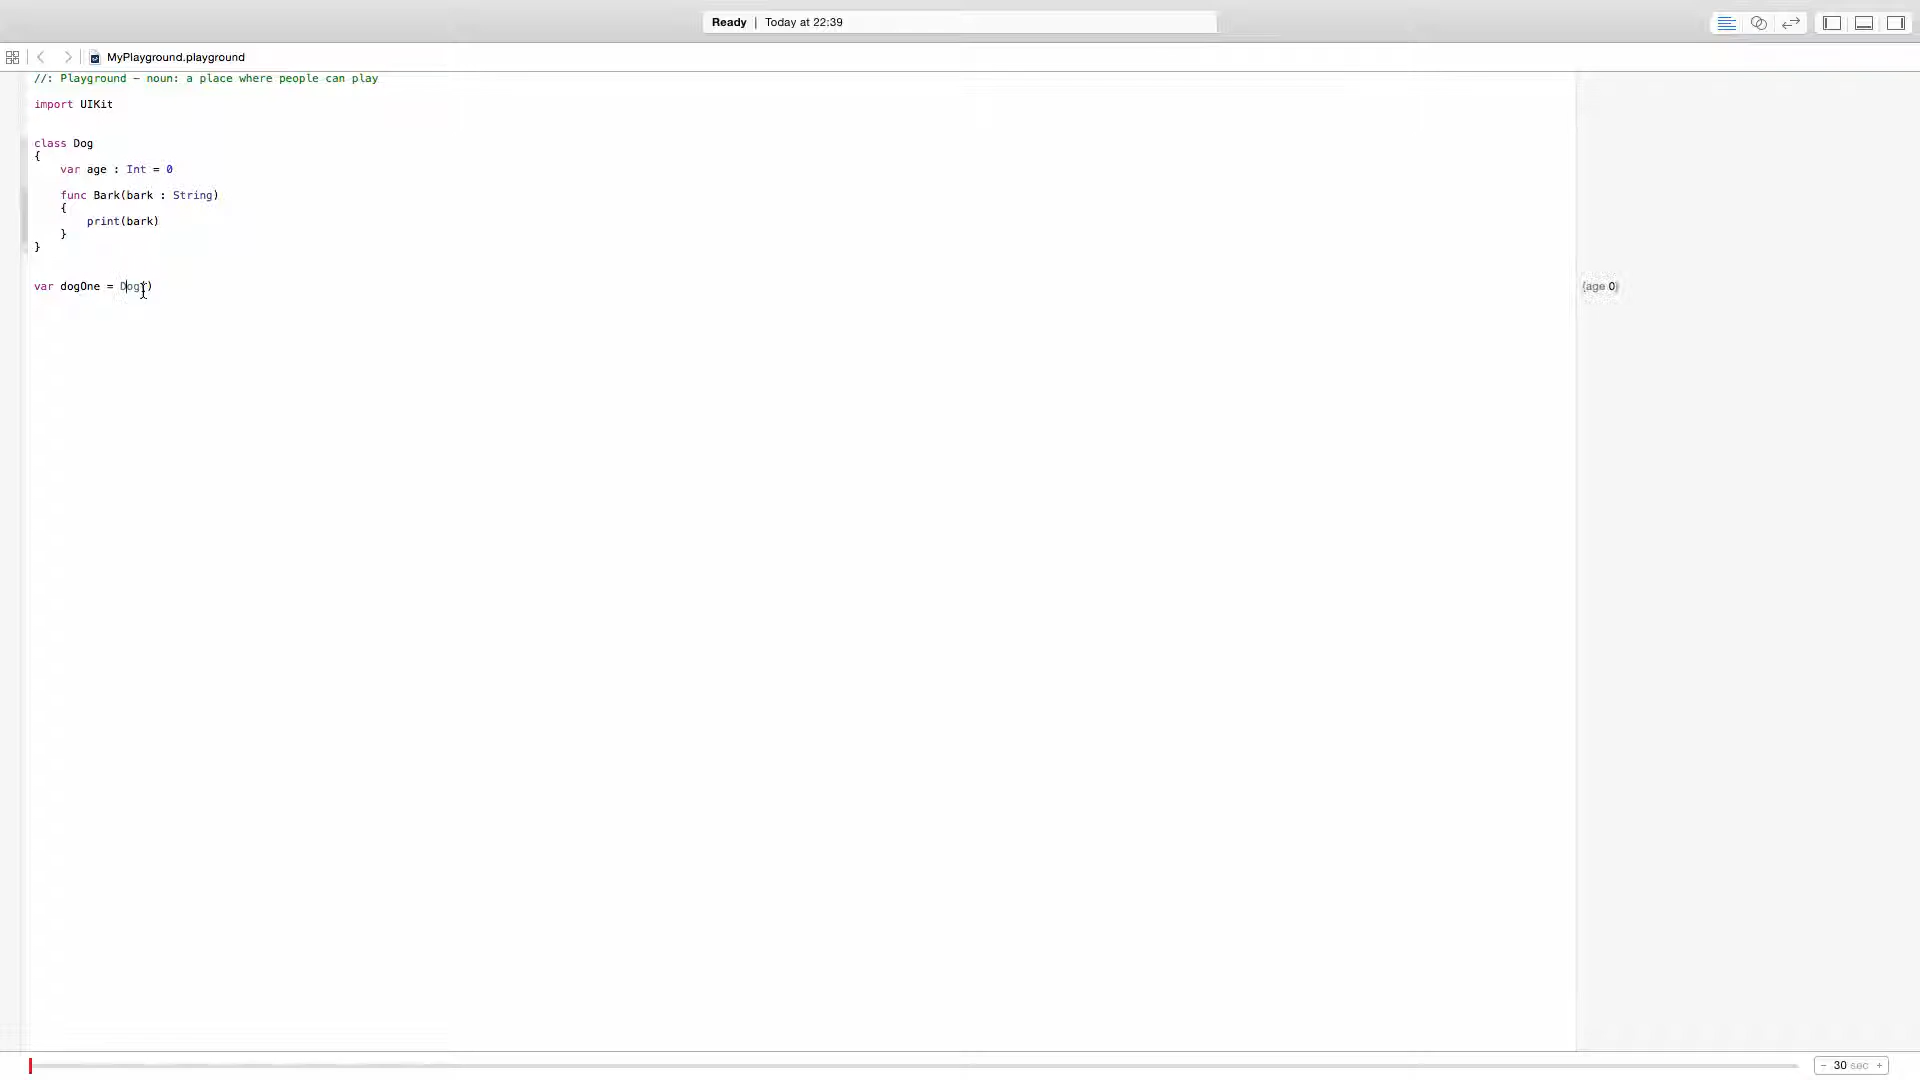 Ready | Today at 22:39
MyPlayground.playground
//: Playground – noun: a place where people can play
import UIKit
class Dog
{
var age : Int = 0
func Bark(bark : String)
{
print(bark)
}
}
var dogOne = Dog()
{age 0}
− 30 sec +